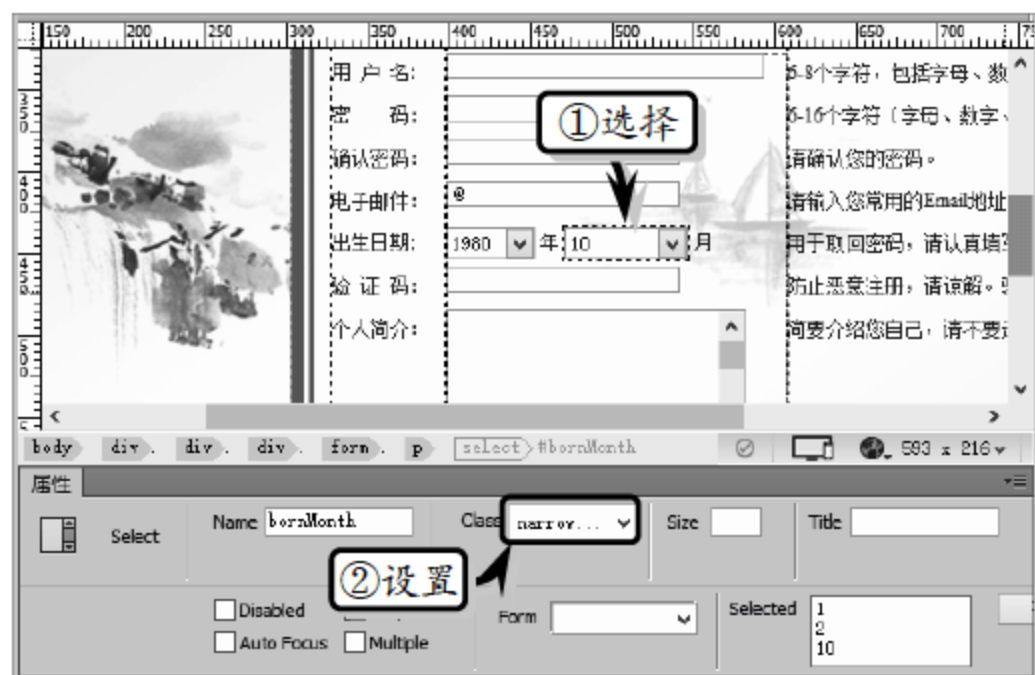 150 200 250 300 350 400 450 500 550 600 650 700
用 户 名:
6-8个字符，包括字母、数
密 码:
6-16个字符（字母、数字、
①选择
确认密码:
请确认您的密码。
电子邮件:
@
请输入您常用的Email地址
出生日期:
1980 年 10 月
用于取回密码，请认真填写
验 证 码:
防止恶意注册，请谅解。
个人简介:
简要介绍您自己，请不要
350
400
450
500
body div. div. div. form. p select #bornMonth
593 x 216
属性
Select
Name bornMonth
Class narrow...
Size
Title
②设置
Disabled
Auto Focus
Multiple
Form
Selected
1
2
10